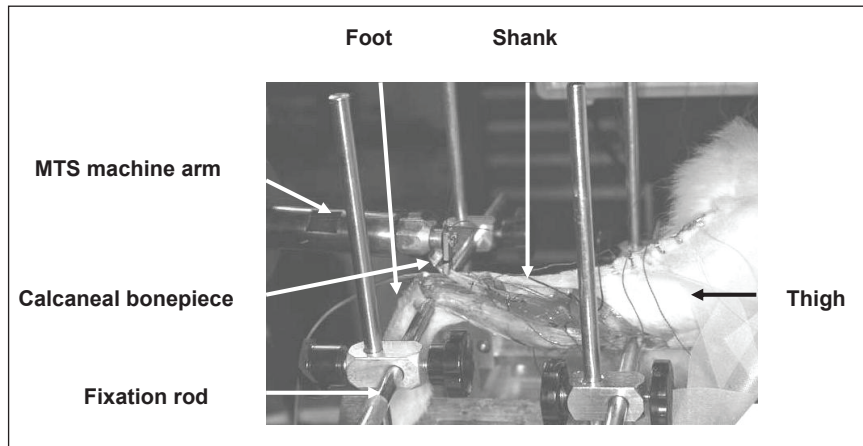 Foot Shank
MTS machine arm
Calcaneal bonepiece
Thigh
Fixation rod